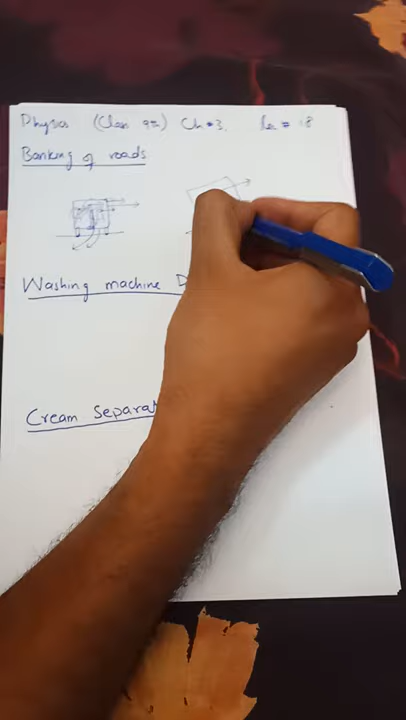 Physics (Class 9th) Ch # 3. Lec # 18
Banking of roads
Washing machine D
Cream Separat